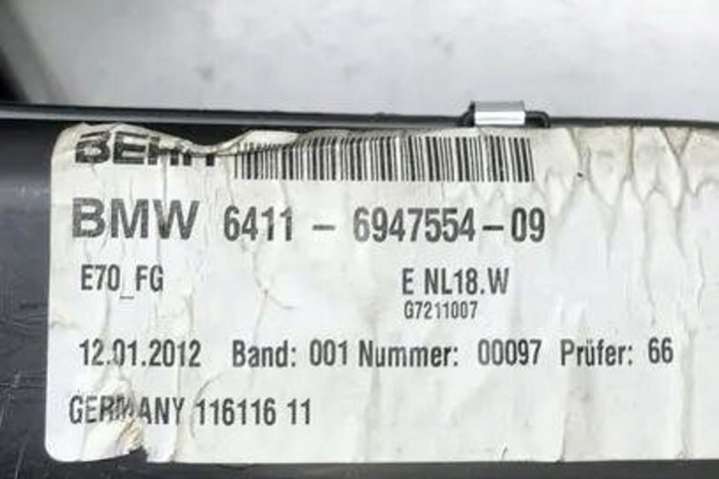 BEHR
BMW 6411 - 6947554-09
E70_FG E NL18.W
G7211007
12.01.2012 Band: 001 Nummer: 00097 Prüfer: 66
GERMANY 116116 11